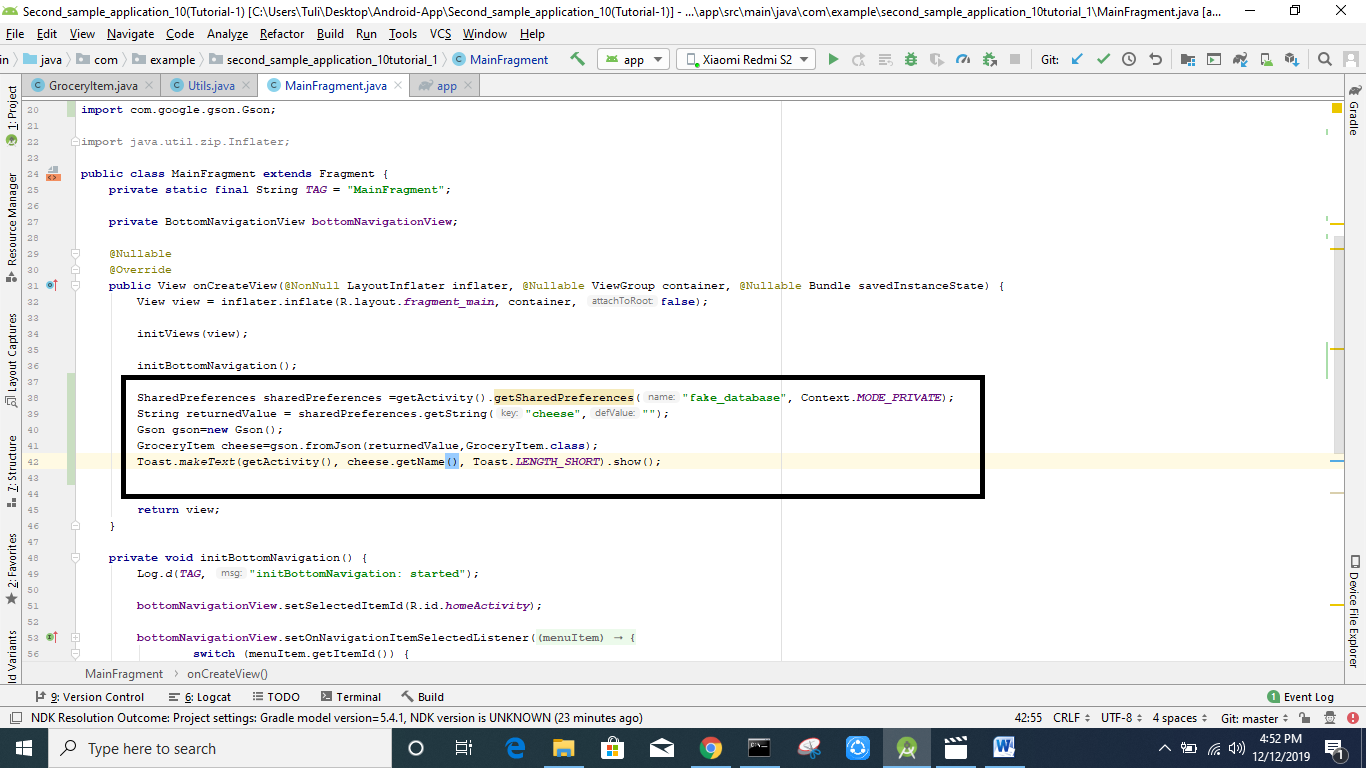 Second_sample_application_10(Tutorial-1) [C:\Users\Tuli\Desktop\Android-App\Second_sample_application_10(Tutorial-1)] - ...\app\src\main\java\com\example\second_sample_application_10tutorial_1\MainFragment.java [a...
File Edit View Navigate Code Analyze Refactor Build Run Tools VCS Window Help
in java com example second_sample_application_10tutorial_1 MainFragment app Xiaomi Redmi S2 Git:
GroceryItem.java Utils.java MainFragment.java app
1: Project
Resource Manager
Layout Captures
7: Structure
2: Favorites
ld Variants
20 import com.google.gson.Gson;
21
22 import java.util.zip.Inflater;
23
24 public class MainFragment extends Fragment {
25 private static final String TAG = "MainFragment";
26
27 private BottomNavigationView bottomNavigationView;
28
29 @Nullable
30 @Override
31 public View onCreateView(@NonNull LayoutInflater inflater, @Nullable ViewGroup container, @Nullable Bundle savedInstanceState) {
32 View view = inflater.inflate(R.layout.fragment_main, container, attachToRoot: false);
33
34 initViews(view);
35
36 initBottomNavigation();
37
38 SharedPreferences sharedPreferences =getActivity().getSharedPreferences( name: "fake_database", Context.MODE_PRIVATE);
39 String returnedValue = sharedPreferences.getString( key: "cheese", defValue: "");
40 Gson gson=new Gson();
41 GroceryItem cheese=gson.fromJson(returnedValue,GroceryItem.class);
42 Toast.makeText(getActivity(), cheese.getName(), Toast.LENGTH_SHORT).show();
43
44
45 return view;
46 }
47
48 private void initBottomNavigation() {
49 Log.d(TAG, msg: "initBottomNavigation: started");
50
51 bottomNavigationView.setSelectedItemId(R.id.homeActivity);
52
53 bottomNavigationView.setOnNavigationItemSelectedListener((menuItem) → {
56 switch (menuItem.getItemId()) {
Gradle
Device File Explorer
MainFragment onCreateView()
9: Version Control 6: Logcat TODO Terminal Build 1 Event Log
NDK Resolution Outcome: Project settings: Gradle model version=5.4.1, NDK version is UNKNOWN (23 minutes ago) 42:55 CRLF UTF-8 4 spaces Git: master
Type here to search
4:52 PM
12/12/2019
1